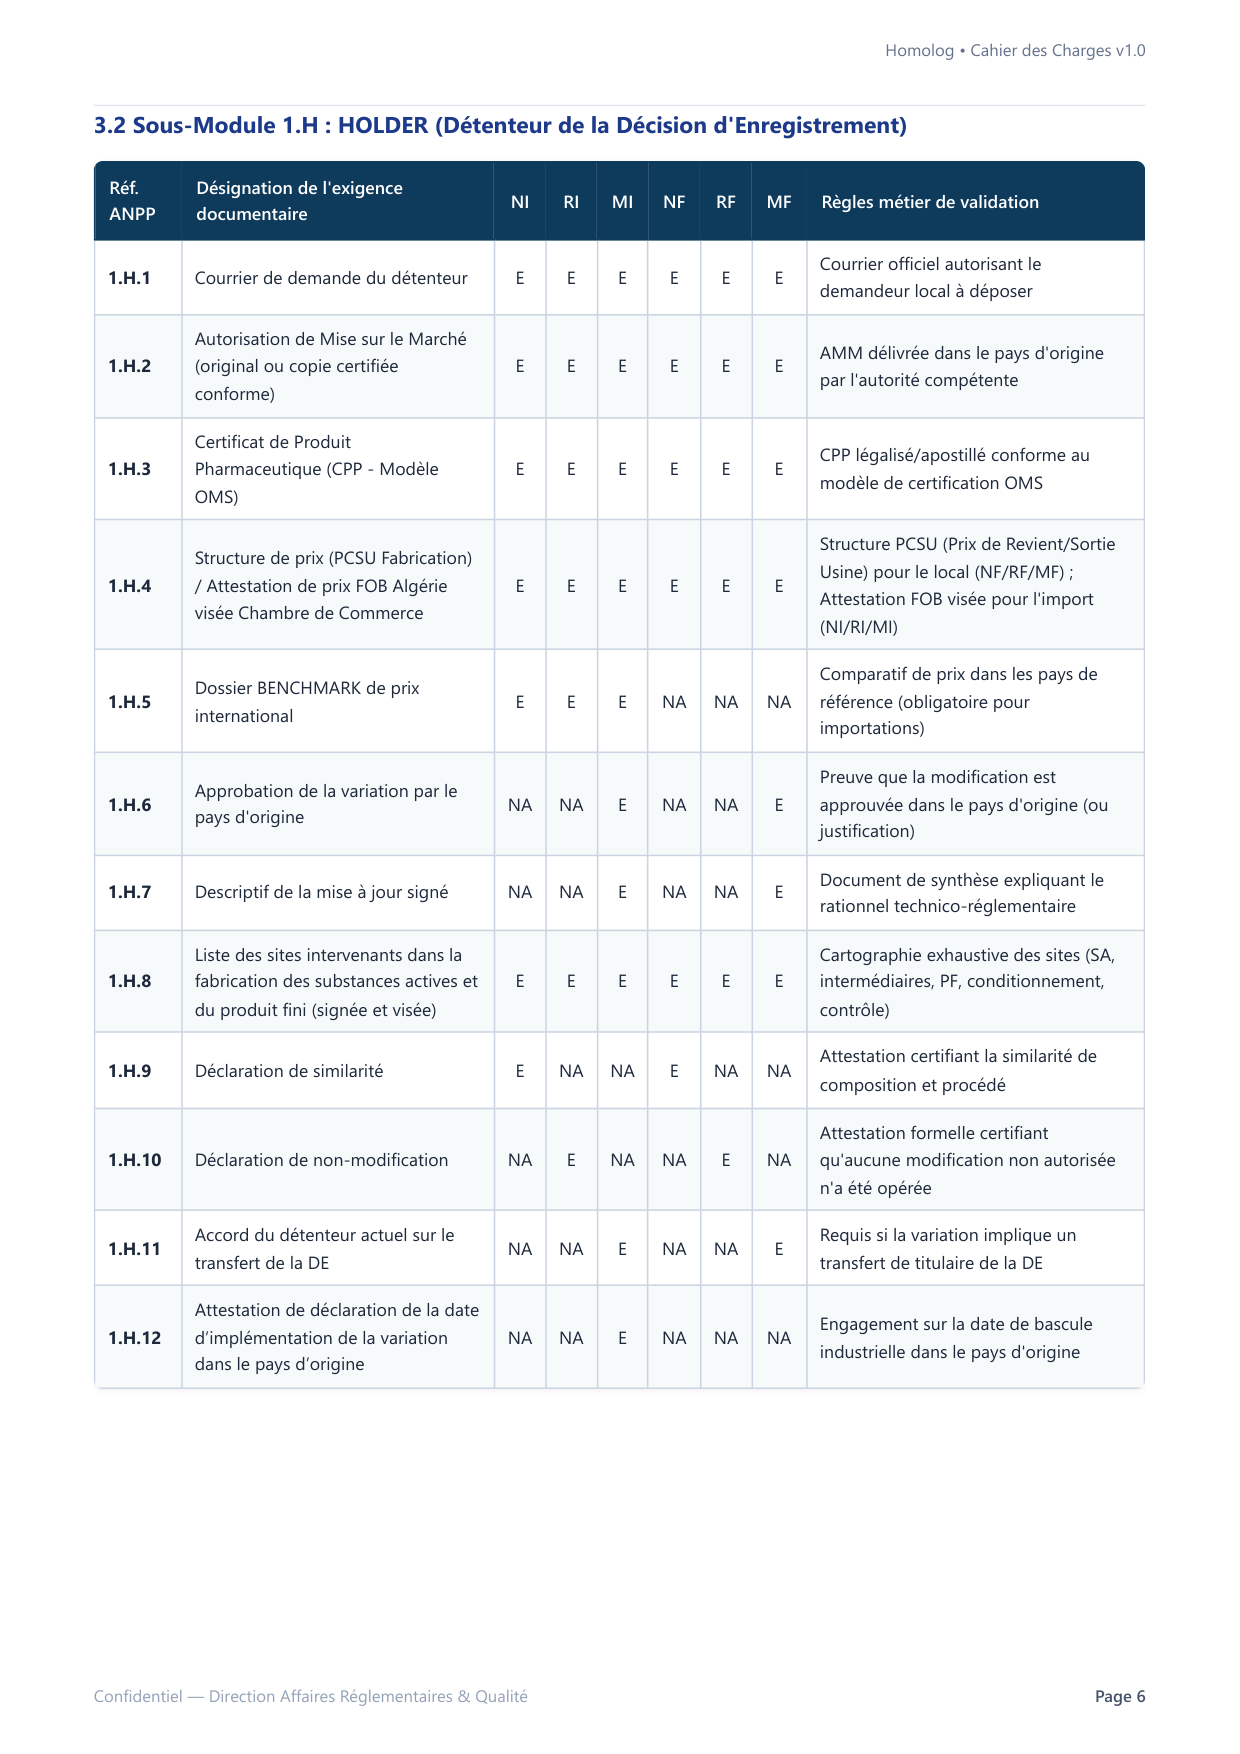 Homolog • Cahier des Charges v1.0
3.2 Sous-Module 1.H : HOLDER (Détenteur de la Décision d'Enregistrement)
Réf.
ANPP
Désignation de l'exigence
documentaire
NI
RI
MI
NF
RF
MF
Règles métier de validation
1.H.1
Courrier de demande du détenteur
E
E
E
E
E
E
Courrier officiel autorisant le
demandeur local à déposer
1.H.2
Autorisation de Mise sur le Marché
(original ou copie certifiée
conforme)
E
E
E
E
E
E
AMM délivrée dans le pays d'origine
par l'autorité compétente
1.H.3
Certificat de Produit
Pharmaceutique (CPP - Modèle
OMS)
E
E
E
E
E
E
CPP légalisé/apostillé conforme au
modèle de certification OMS
1.H.4
Structure de prix (PCSU Fabrication)
/ Attestation de prix FOB Algérie
visée Chambre de Commerce
E
E
E
E
E
E
Structure PCSU (Prix de Revient/Sortie
Usine) pour le local (NF/RF/MF) ;
Attestation FOB visée pour l'import
(NI/RI/MI)
1.H.5
Dossier BENCHMARK de prix
international
E
E
E
NA
NA
NA
Comparatif de prix dans les pays de
référence (obligatoire pour
importations)
1.H.6
Approbation de la variation par le
pays d'origine
NA
NA
E
NA
NA
E
Preuve que la modification est
approuvée dans le pays d'origine (ou
justification)
1.H.7
Descriptif de la mise à jour signé
NA
NA
E
NA
NA
E
Document de synthèse expliquant le
rationnel technico-réglementaire
1.H.8
Liste des sites intervenants dans la
fabrication des substances actives et
du produit fini (signée et visée)
E
E
E
E
E
E
Cartographie exhaustive des sites (SA,
intermédiaires, PF, conditionnement,
contrôle)
1.H.9
Déclaration de similarité
E
NA
NA
E
NA
NA
Attestation certifiant la similarité de
composition et procédé
1.H.10
Déclaration de non-modification
NA
E
NA
NA
E
NA
Attestation formelle certifiant
qu'aucune modification non autorisée
n'a été opérée
1.H.11
Accord du détenteur actuel sur le
transfert de la DE
NA
NA
E
NA
NA
E
Requis si la variation implique un
transfert de titulaire de la DE
1.H.12
Attestation de déclaration de la date
d’implémentation de la variation
dans le pays d’origine
NA
NA
E
NA
NA
NA
Engagement sur la date de bascule
industrielle dans le pays d'origine
Confidentiel — Direction Affaires Réglementaires & Qualité
Page 6